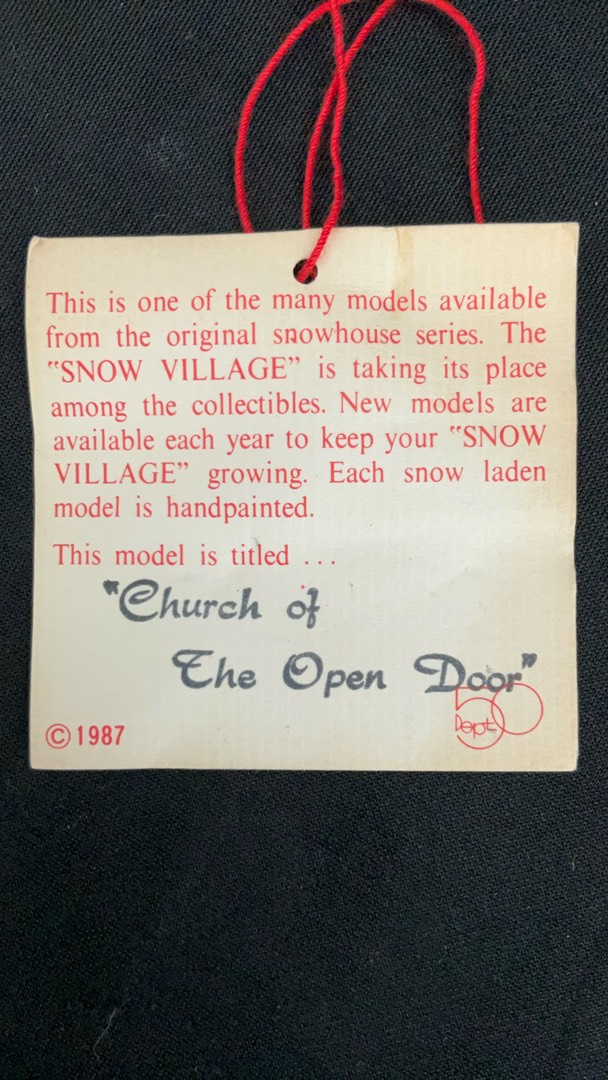 This is one of the many models available
from the original snowhouse series. The
"SNOW VILLAGE" is taking its place
among the collectibles. New models are
available each year to keep your "SNOW
VILLAGE" growing. Each snow laden
model is handpainted.
This model is titled ...
"Church of
The Open Door"
Dept 56
© 1987